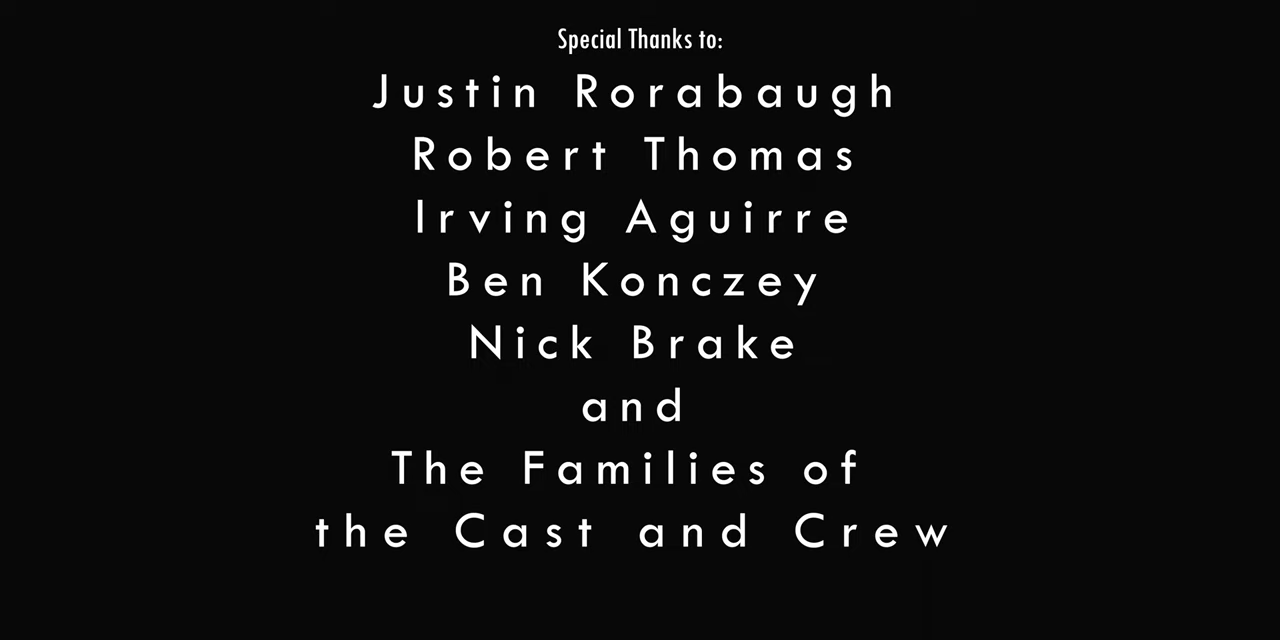 Special Thanks to:
Justin Rorabaugh
Robert Thomas
Irving Aguirre
Ben Konczey
Nick Brake
and
The Families of
the Cast and Crew